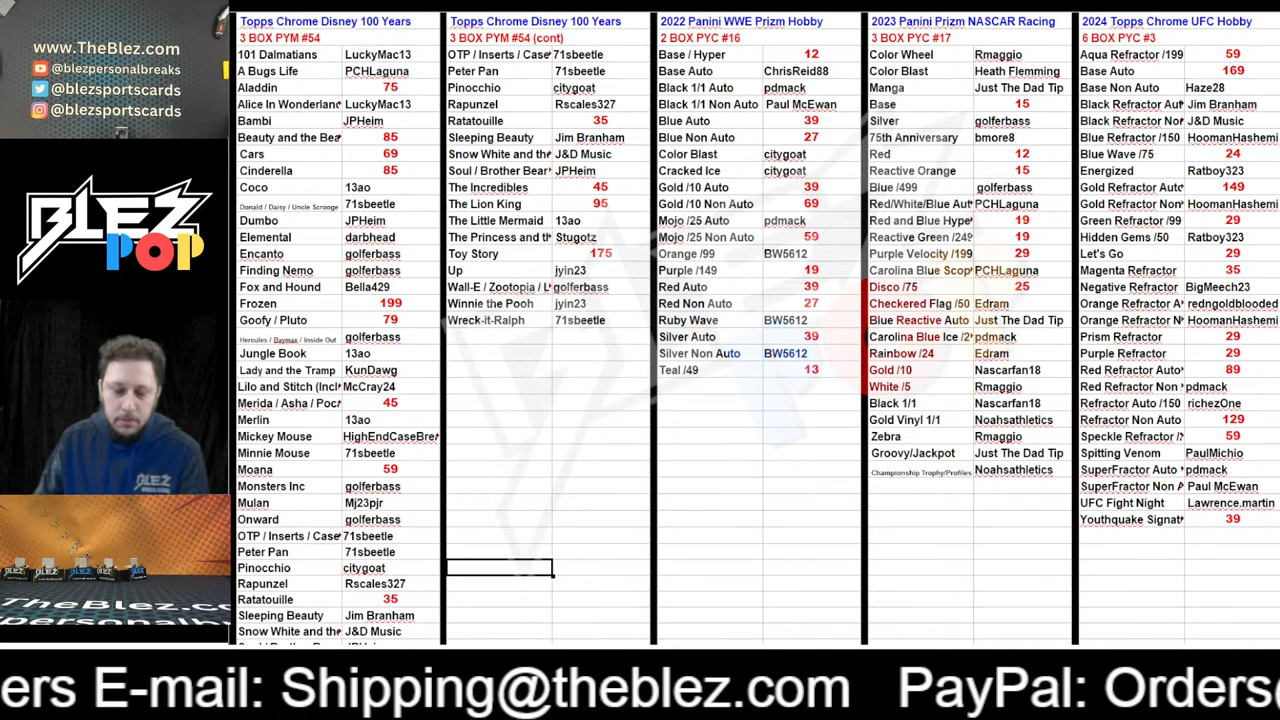 www.TheBlez.com
@blezpersonalbreaks
@blezsportscards
BLEZ
POP
TheBlez.co
Topps Chrome Disney 100 Years
3 BOX PYM #54
101 Dalmatians LuckyMac13
A Bugs Life PCHLaguna
Aladdin 75
Alice In Wonderlan LuckyMac13
Bambi JPHeim
Beauty and the Bea 85
Cars 69
Cinderella 85
Coco 13ao
Donald / Daisy / Uncle Scrooge 71sbeetle
Dumbo JPHeim
Elemental darbhead
Encanto golferbass
Finding Nemo golferbass
Fox and Hound Bella429
Frozen 199
Goofy / Pluto 79
Hercules / Baymax / Inside Out golferbass
Jungle Book 13ao
Lady and the Tramp KunDawg
Lilo and Stitch (Incl McCray24
Merida / Asha / Poc 45
Merlin 13ao
Mickey Mouse HighEndCaseBre
Minnie Mouse 71sbeetle
Moana 59
Monsters Inc golferbass
Mulan Mj23pjr
Onward golferbass
OTP / Inserts / Case 71sbeetle
Peter Pan 71sbeetle
Pinocchio citygoat
Rapunzel Rscales327
Ratatouille 35
Sleeping Beauty Jim Branham
Snow White and the J&D Music
Topps Chrome Disney 100 Years
3 BOX PYM #54 (cont)
OTP / Inserts / Case 71sbeetle
Peter Pan 71sbeetle
Pinocchio citygoat
Rapunzel Rscales327
Ratatouille 35
Sleeping Beauty Jim Branham
Snow White and the J&D Music
Soul / Brother Bear JPHeim
The Incredibles 45
The Lion King 95
The Little Mermaid 13ao
The Princess and th Stugotz
Toy Story 175
Up jyin23
Wall-E / Zootopia / golferbass
Winnie the Pooh jyin23
Wreck-it-Ralph 71sbeetle
2022 Panini WWE Prizm Hobby
2 BOX PYC #16
Base / Hyper 12
Base Auto ChrisReid88
Black 1/1 Auto pdmack
Black 1/1 Non Auto Paul McEwan
Blue Auto 39
Blue Non Auto 27
Color Blast citygoat
Cracked Ice citygoat
Gold /10 Auto 39
Gold /10 Non Auto 69
Mojo /25 Auto pdmack
Mojo /25 Non Auto 59
Orange /99 BW5612
Purple /149 19
Red Auto 39
Red Non Auto 27
Ruby Wave BW5612
Silver Auto 39
Silver Non Auto BW5612
Teal /49 13
2023 Panini Prizm NASCAR Racing
3 BOX PYC #17
Color Wheel Rmaggio
Color Blast Heath Flemming
Manga Just The Dad Tip
Base 15
Silver golferbass
75th Anniversary bmore8
Red 12
Reactive Orange 15
Blue /499 golferbass
Red/White/Blue Aut PCHLaguna
Red and Blue Hype 19
Reactive Green /249 19
Purple Velocity /199 29
Carolina Blue Scop PCHLaguna
Disco /75 25
Checkered Flag /50 Edram
Blue Reactive Auto Just The Dad Tip
Carolina Blue Ice /2 pdmack
Rainbow /24 Edram
Gold /10 Nascarfan18
White /5 Rmaggio
Black 1/1 Nascarfan18
Gold Vinyl 1/1 Noahsathletics
Zebra Rmaggio
Groovy/Jackpot Just The Dad Tip
Championship Trophy/Profiles Noahsathletics
2024 Topps Chrome UFC Hobby
6 BOX PYC #3
Aqua Refractor /199 59
Base Auto 169
Base Non Auto Haze28
Black Refractor Aut Jim Branham
Black Refractor Nor J&D Music
Blue Refractor /150 HoomanHashemi
Blue Wave /75 24
Energized Ratboy323
Gold Refractor Auto 149
Gold Refractor Non HoomanHashemi
Green Refractor /99 29
Hidden Gems /50 Ratboy323
Let's Go 29
Magenta Refractor 35
Negative Refractor BigMeech23
Orange Refractor A redngoldblooded
Orange Refractor N HoomanHashemi
Prism Refractor 29
Purple Refractor 29
Red Refractor Auto 89
Red Refractor Non pdmack
Refractor Auto /150 richezOne
Refractor Non Auto 129
Speckle Refractor / 59
Spitting Venom PaulMichio
SuperFractor Auto pdmack
SuperFractor Non A Paul McEwan
UFC Fight Night Lawrence.martin
Youthquake Signat 39
ers E-mail: Shipping@theblez.com PayPal: Orders@